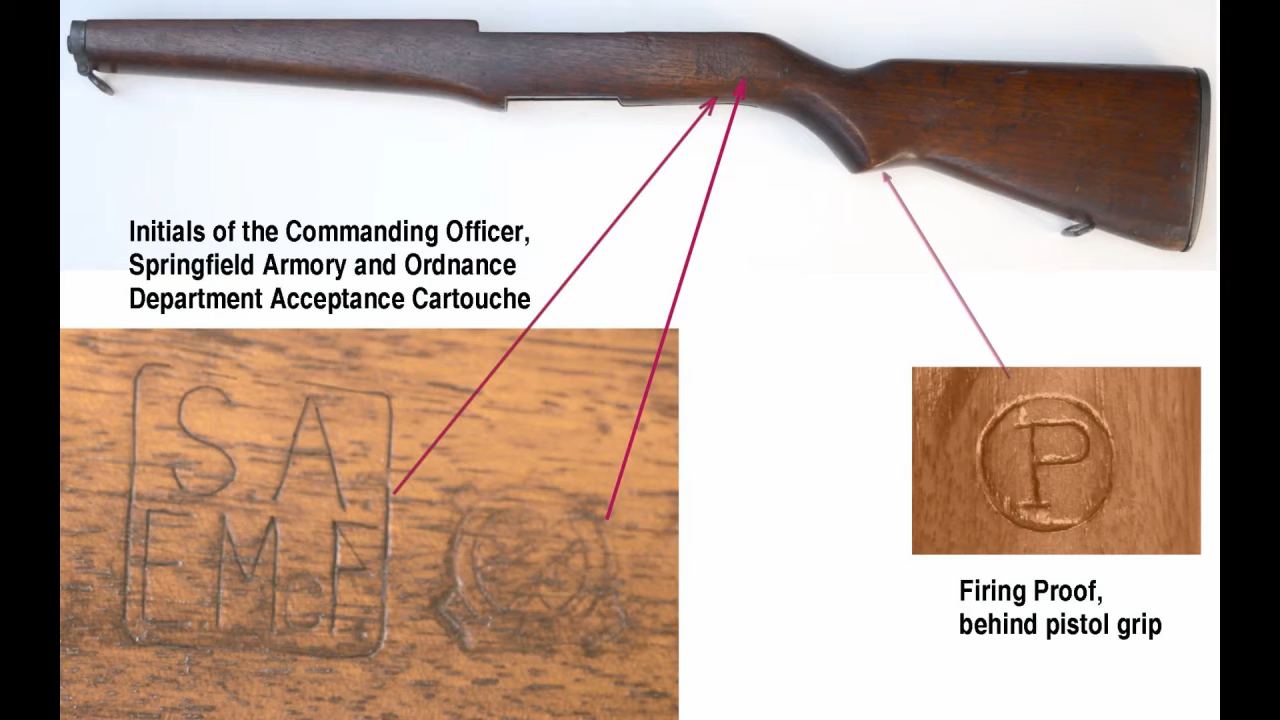 Initials of the Commanding Officer,
Springfield Armory and Ordnance
Department Acceptance Cartouche
SA
EMcF
P
Firing Proof,
behind pistol grip